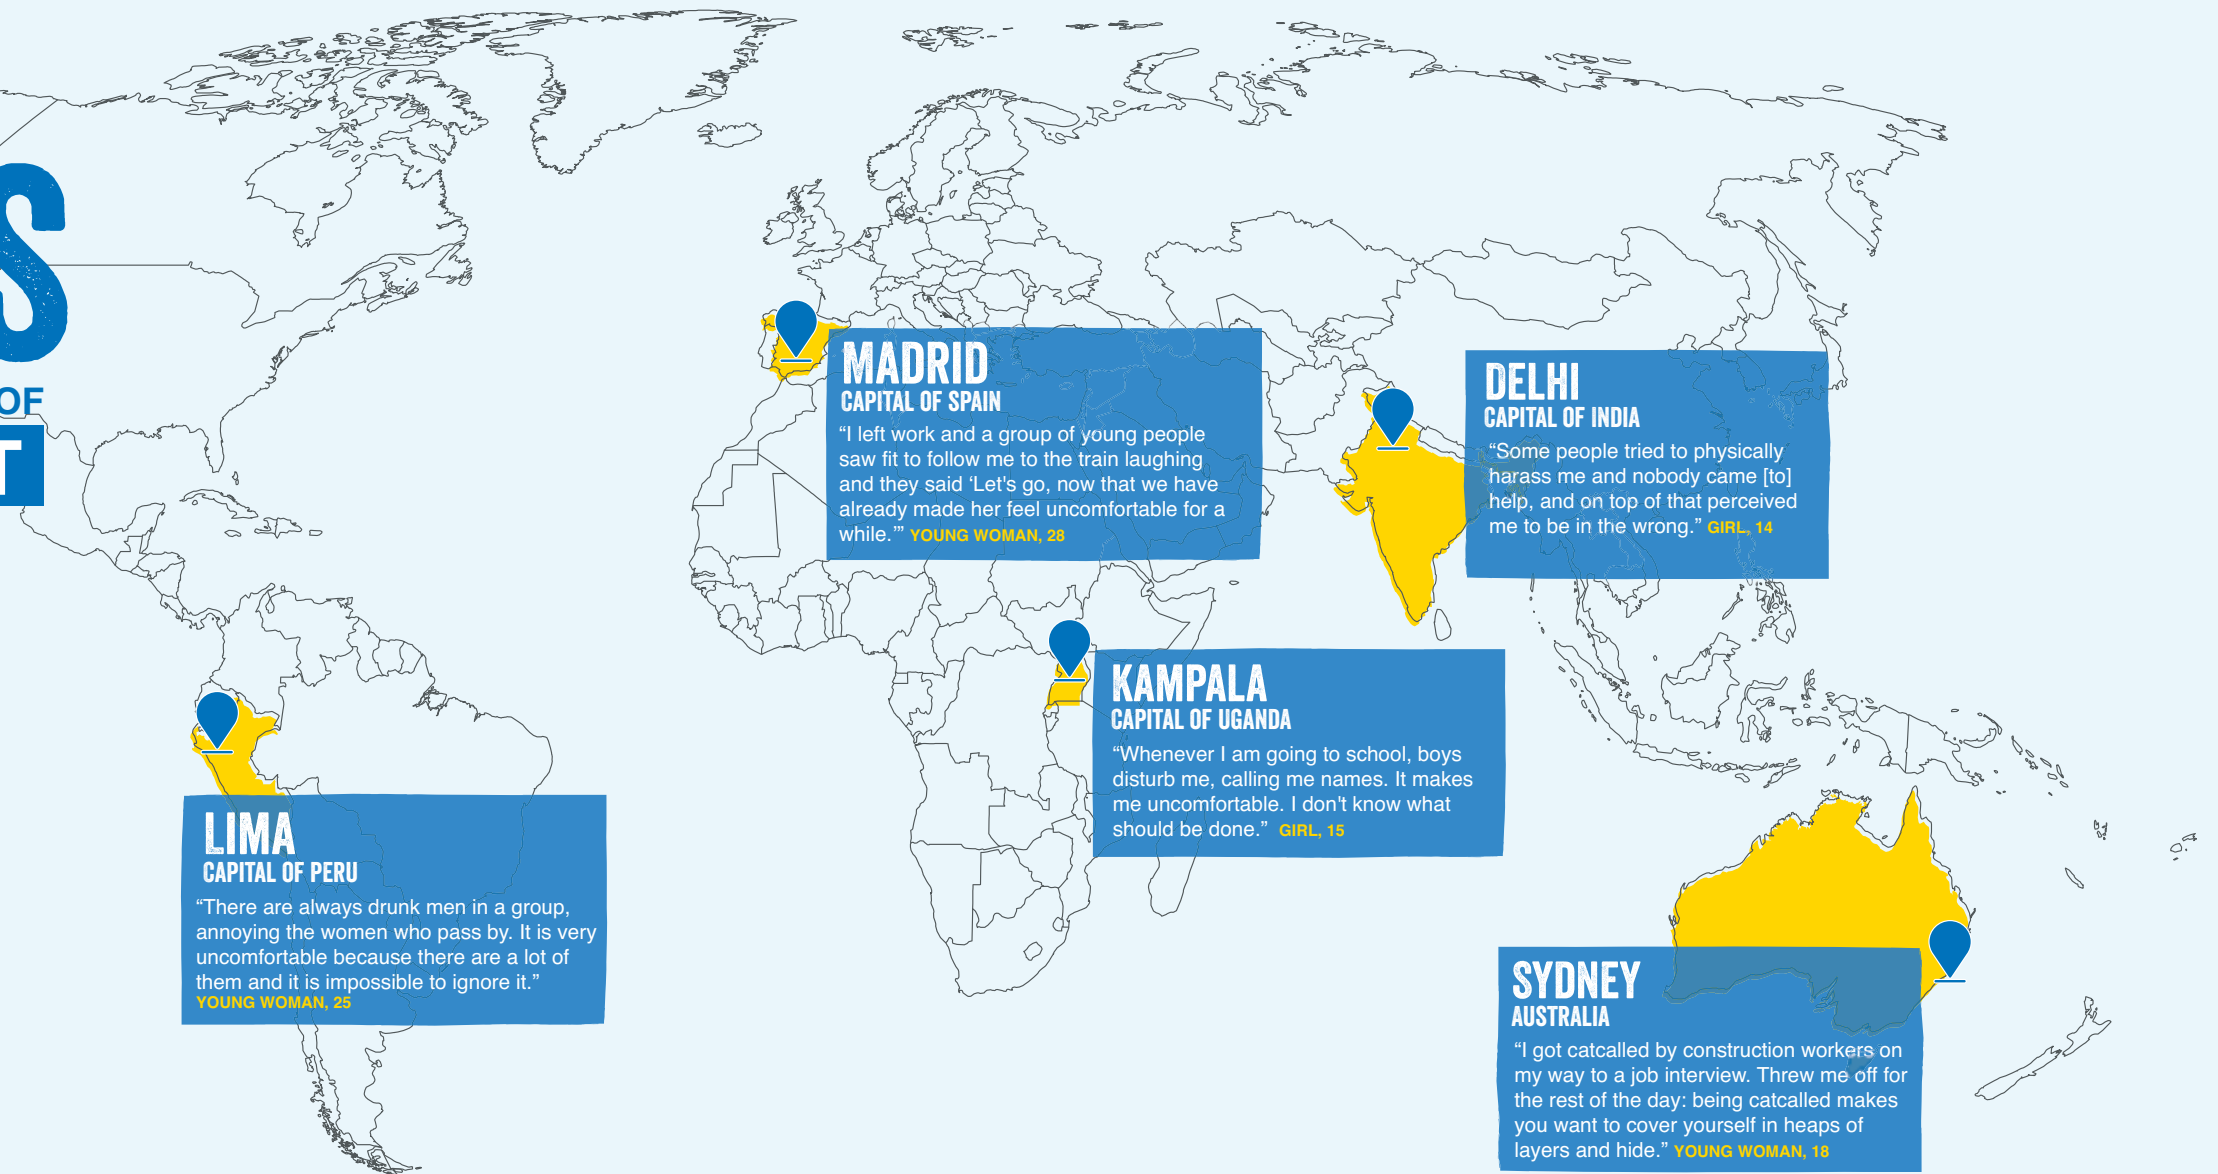 S
OF
T
MADRID
CAPITAL OF SPAIN
“I left work and a group of young people
saw fit to follow me to the train laughing
and they said ‘Let's go, now that we have
already made her feel uncomfortable for a
while.’” YOUNG WOMAN, 28
DELHI
CAPITAL OF INDIA
“Some people tried to physically
harass me and nobody came [to]
help, and on top of that perceived
me to be in the wrong.” GIRL, 14
KAMPALA
CAPITAL OF UGANDA
“Whenever I am going to school, boys
disturb me, calling me names. It makes
me uncomfortable. I don't know what
should be done.” GIRL, 15
LIMA
CAPITAL OF PERU
“There are always drunk men in a group,
annoying the women who pass by. It is very
uncomfortable because there are a lot of
them and it is impossible to ignore it.”
YOUNG WOMAN, 25
SYDNEY
AUSTRALIA
“I got catcalled by construction workers on
my way to a job interview. Threw me off for
the rest of the day: being catcalled makes
you want to cover yourself in heaps of
layers and hide.” YOUNG WOMAN, 18